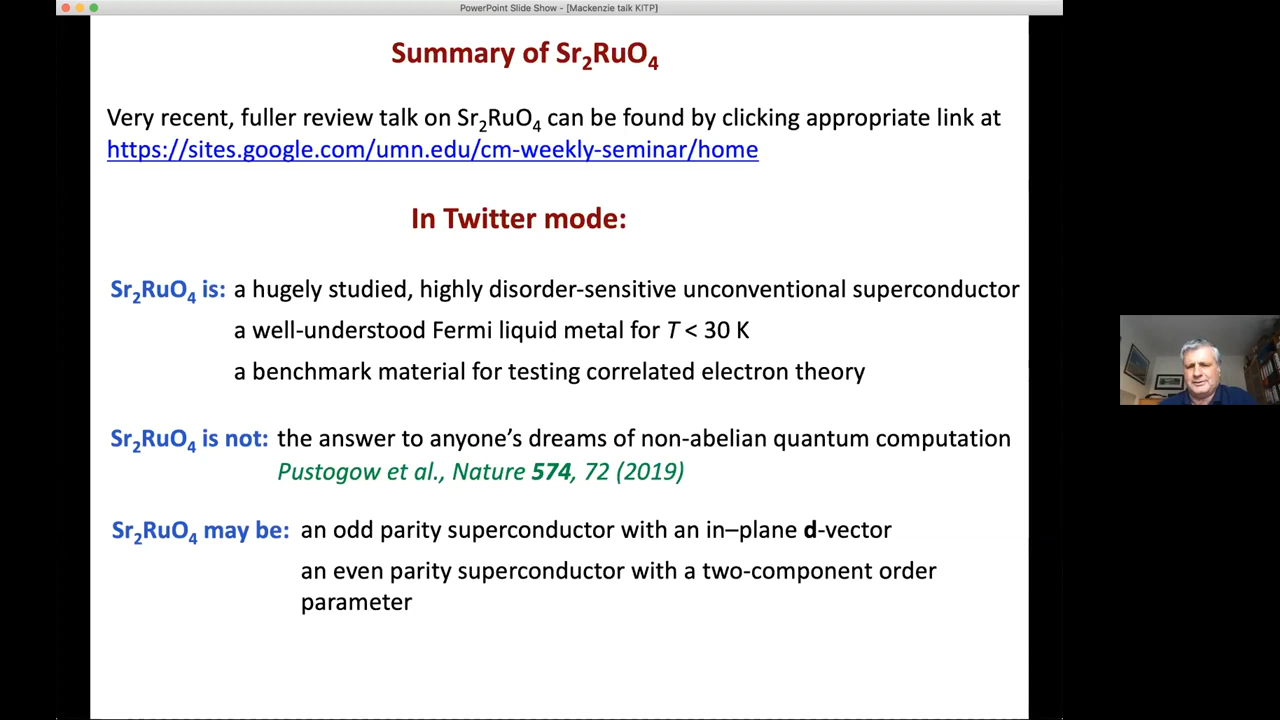 PowerPoint Slide Show - [Mackenzie talk KITP]
Summary of Sr₂RuO₄
Very recent, fuller review talk on Sr₂RuO₄ can be found by clicking appropriate link at
https://sites.google.com/umn.edu/cm-weekly-seminar/home
In Twitter mode:
Sr₂RuO₄ is: a hugely studied, highly disorder-sensitive unconventional superconductor
a well-understood Fermi liquid metal for T < 30 K
a benchmark material for testing correlated electron theory
Sr₂RuO₄ is not: the answer to anyone’s dreams of non-abelian quantum computation
Pustogow et al., Nature 574, 72 (2019)
Sr₂RuO₄ may be: an odd parity superconductor with an in–plane d-vector
an even parity superconductor with a two-component order
parameter